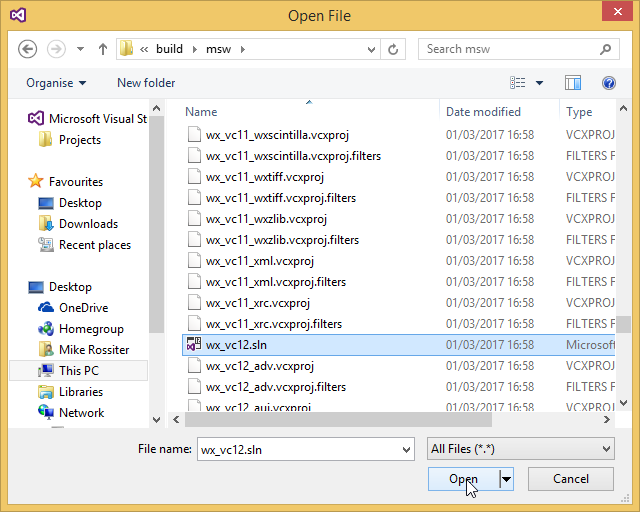 Open File
build
msw
Search msw
Organise
New folder
Microsoft Visual St
Projects
Favourites
Desktop
Downloads
Recent places
Desktop
OneDrive
Homegroup
Mike Rossiter
This PC
Libraries
Network
Name Date modified Type
wx_vc11_wxscintilla.vcxproj 01/03/2017 16:58 VCXPROJ
wx_vc11_wxscintilla.vcxproj.filters 01/03/2017 16:58 FILTERS F
wx_vc11_wxtiff.vcxproj 01/03/2017 16:58 VCXPROJ
wx_vc11_wxtiff.vcxproj.filters 01/03/2017 16:58 FILTERS F
wx_vc11_wxzlib.vcxproj 01/03/2017 16:58 VCXPROJ
wx_vc11_wxzlib.vcxproj.filters 01/03/2017 16:58 FILTERS F
wx_vc11_xml.vcxproj 01/03/2017 16:58 VCXPROJ
wx_vc11_xml.vcxproj.filters 01/03/2017 16:58 FILTERS F
wx_vc11_xrc.vcxproj 01/03/2017 16:58 VCXPROJ
wx_vc11_xrc.vcxproj.filters 01/03/2017 16:58 FILTERS F
wx_vc12.sln 01/03/2017 16:58 Microsoft
wx_vc12_adv.vcxproj 01/03/2017 16:58 VCXPROJ
wx_vc12_adv.vcxproj.filters 01/03/2017 16:58 FILTERS F
wx_vc12_aui.vcxproj 01/03/2017 16:58 VCXPROJ
File name: wx_vc12.sln
All Files (*.*)
Open
Cancel